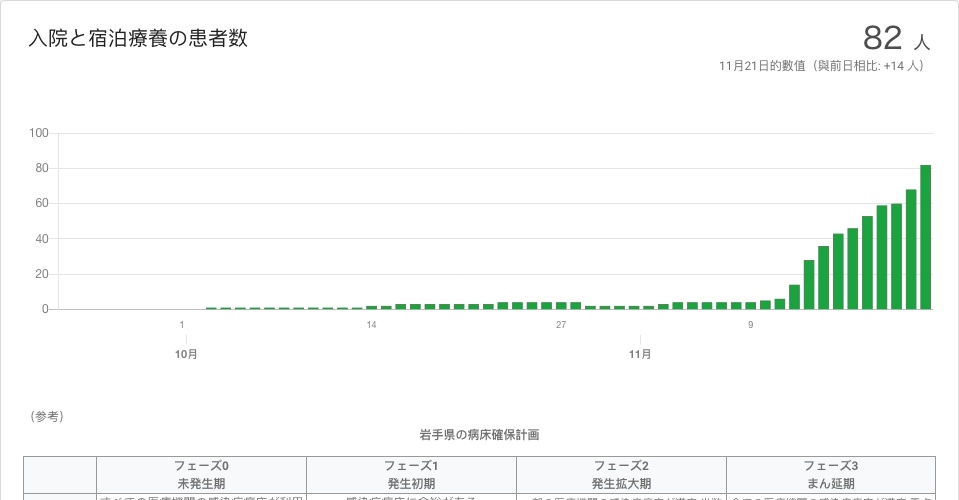 入院と宿泊療養の患者数
82 人
11月21日的數值（與前日相比: +14 人）
100
80
60
40
20
0
1 14 27 9
10月 11月
（参考）
岩手県の病床確保計画
フェーズ0 フェーズ1 フェーズ2 フェーズ3
未発生期 発生初期 発生拡大期 まん延期